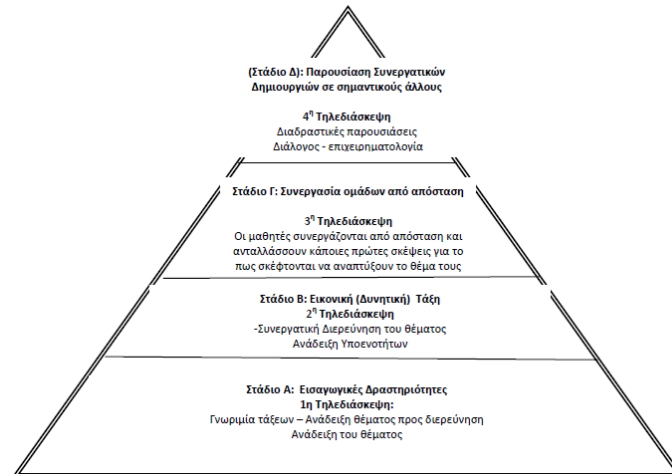 (Στάδιο Δ): Παρουσίαση Συνεργατικών
Δημιουργιών σε σημαντικούς άλλους
4η Τηλεδιάσκεψη
Διαδραστικές παρουσιάσεις
Διάλογος - επιχειρηματολογία
Στάδιο Γ: Συνεργασία ομάδων από απόσταση
3η Τηλεδιάσκεψη
Οι μαθητές συνεργάζονται από απόσταση και
ανταλλάσσουν κάποιες πρώτες σκέψεις για το
πως σκέφτονται να αναπτύξουν το θέμα τους
Στάδιο Β: Εικονική (Δυνητική) Τάξη
2η Τηλεδιάσκεψη
-Συνεργατική Διερεύνηση του θέματος
Ανάδειξη Υποενοτήτων
Στάδιο Α: Εισαγωγικές Δραστηριότητες
1η Τηλεδιάσκεψη:
Γνωριμία τάξεων – Ανάδειξη θέματος προς διερεύνηση
Ανάδειξη του θέματος